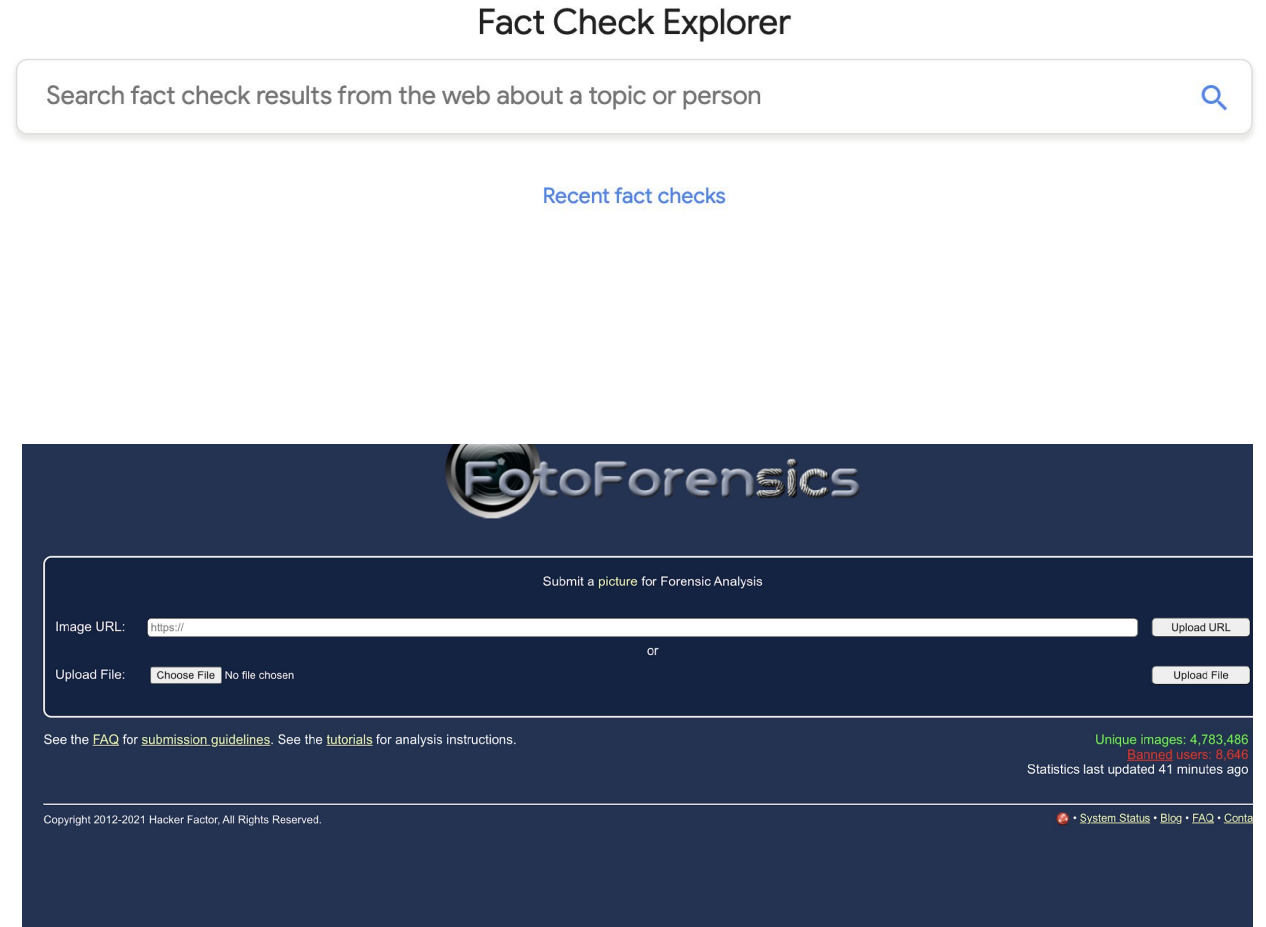 Fact Check Explorer
Search fact check results from the web about a topic or person
Recent fact checks
FotoForensics
Submit a picture for Forensic Analysis
Image URL: https:// Upload URL
or
Upload File: Choose File No file chosen Upload File
See the FAQ for submission guidelines. See the tutorials for analysis instructions. Unique images: 4,783,486
Banned users: 8,646
Statistics last updated 41 minutes ago
Copyright 2012-2021 Hacker Factor, All Rights Reserved. • System Status • Blog • FAQ • Conta